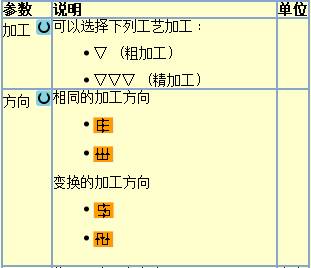 参数 说明 单位
加工 可以选择下列工艺加工：
• ▽ （粗加工）
• ▽▽▽ （精加工）
方向 相同的加工方向
•
•
变换的加工方向
•
•